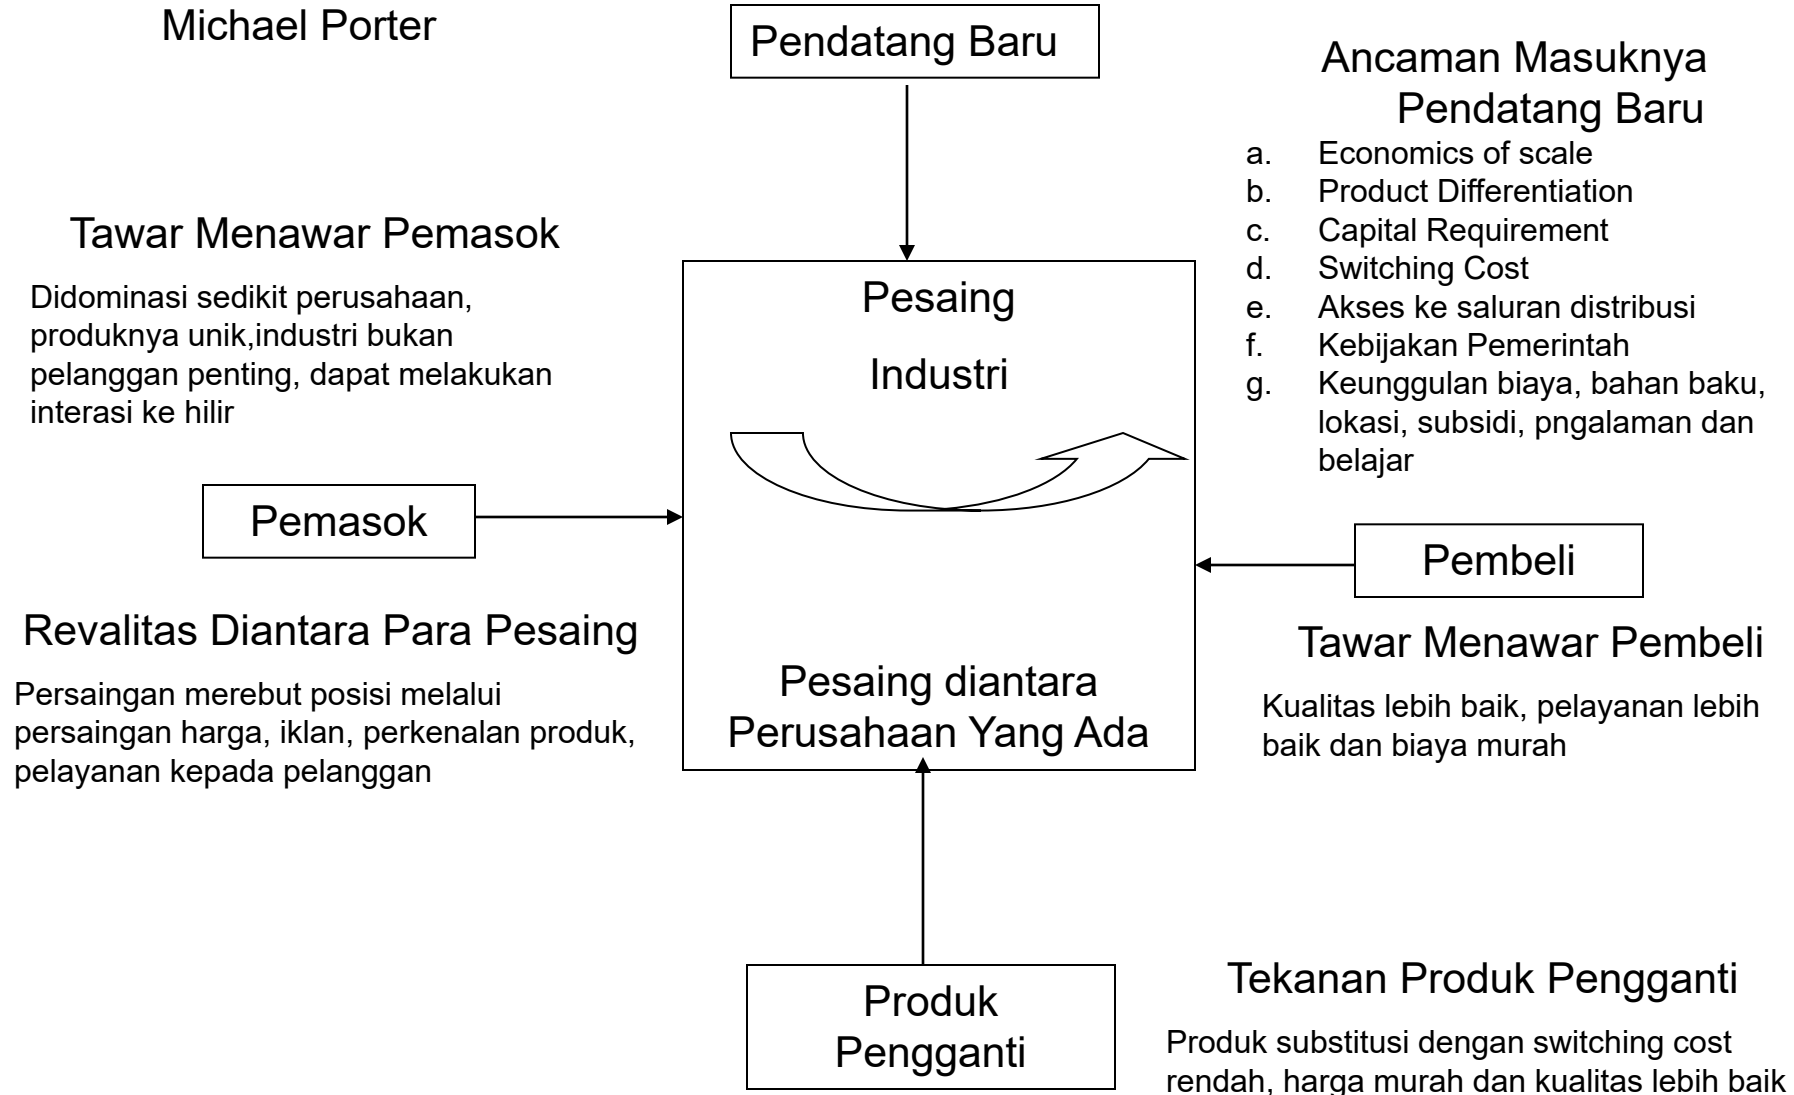 Michael Porter
Pendatang Baru
Ancaman Masuknya
Pendatang Baru
a. Economics of scale
b. Product Differentiation
c. Capital Requirement
d. Switching Cost
e. Akses ke saluran distribusi
f. Kebijakan Pemerintah
g. Keunggulan biaya, bahan baku,
lokasi, subsidi, pngalaman dan
belajar
Tawar Menawar Pemasok
Didominasi sedikit perusahaan,
produknya unik,industri bukan
pelanggan penting, dapat melakukan
interasi ke hilir
Pesaing
Industri
Pemasok
Pembeli
Revalitas Diantara Para Pesaing
Persaingan merebut posisi melalui
persaingan harga, iklan, perkenalan produk,
pelayanan kepada pelanggan
Pesaing diantara
Perusahaan Yang Ada
Tawar Menawar Pembeli
Kualitas lebih baik, pelayanan lebih
baik dan biaya murah
Produk
Pengganti
Tekanan Produk Pengganti
Produk substitusi dengan switching cost
rendah, harga murah dan kualitas lebih baik